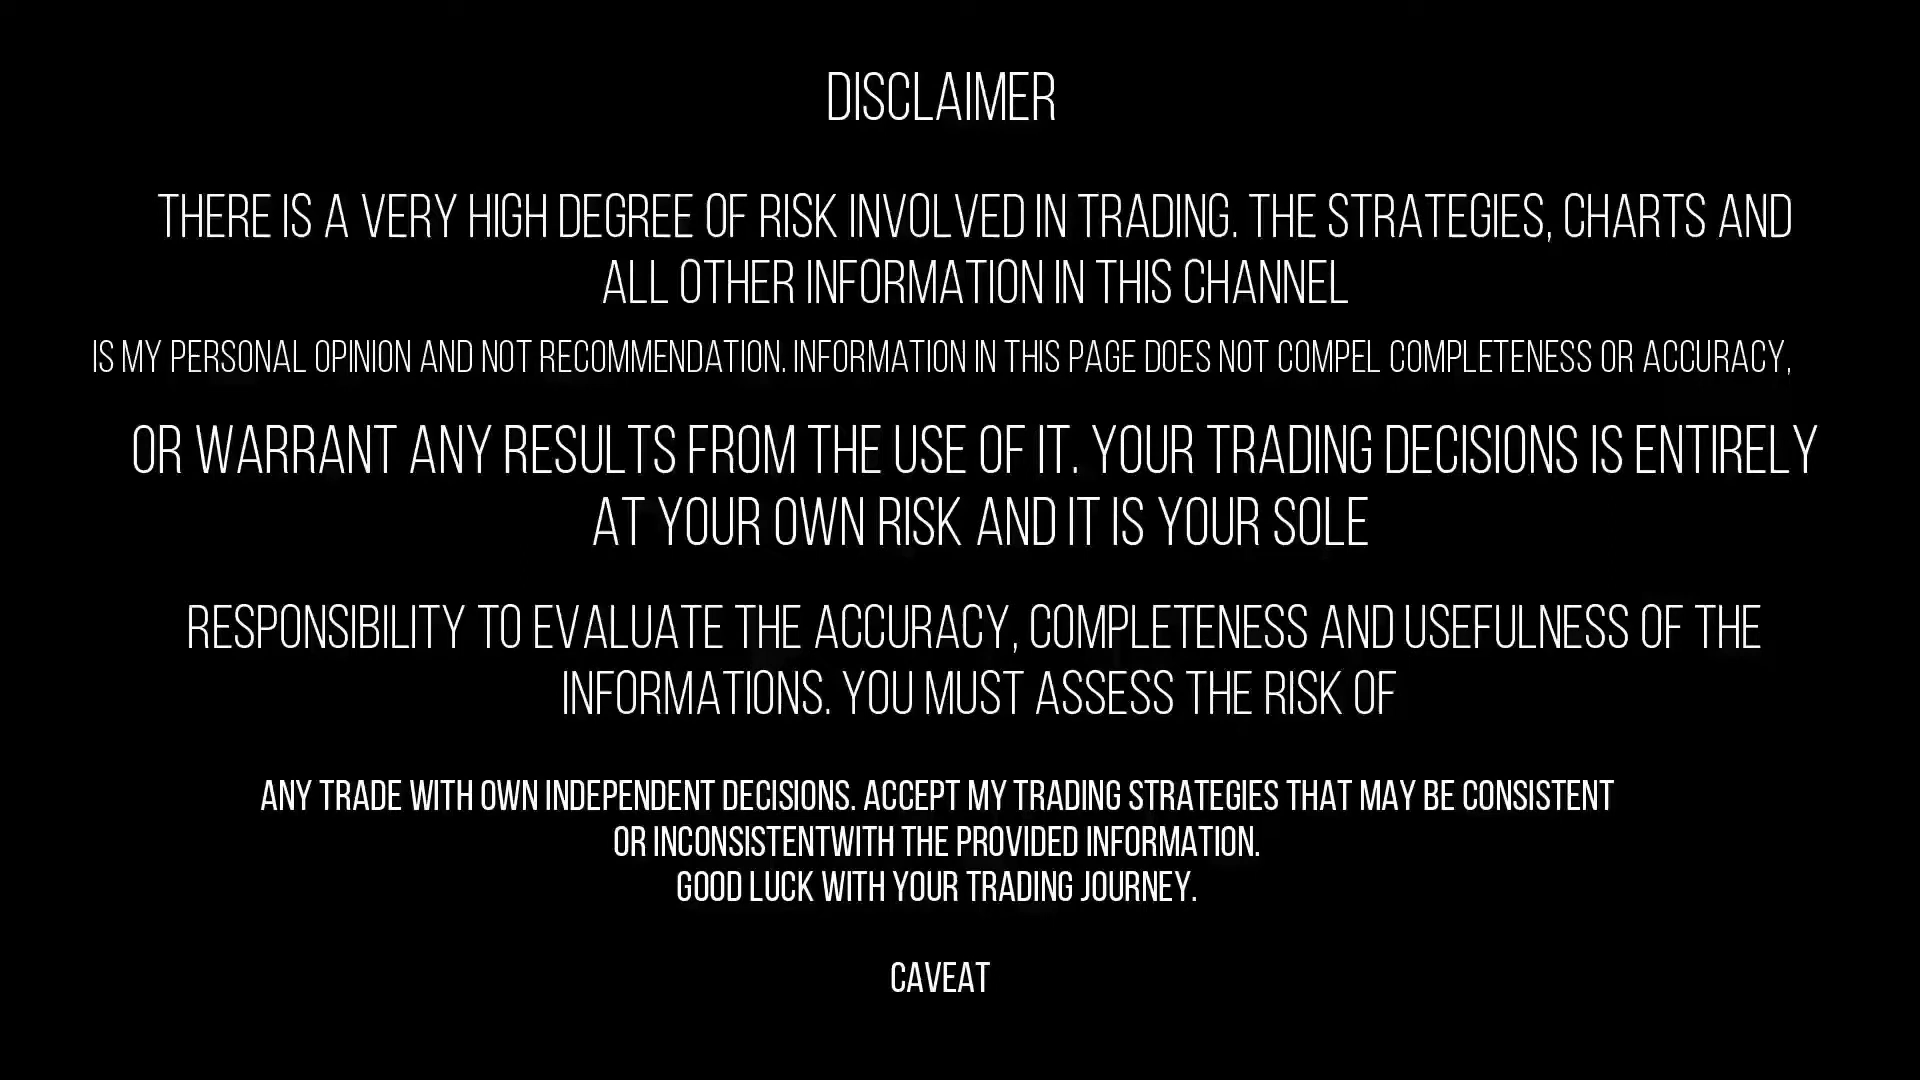 DISCLAIMER
THERE IS A VERY HIGH DEGREE OF RISK INVOLVED IN TRADING. THE STRATEGIES, CHARTS AND
ALL OTHER INFORMATION IN THIS CHANNEL
IS MY PERSONAL OPINION AND NOT RECOMMENDATION. INFORMATION IN THIS PAGE DOES NOT COMPEL COMPLETENESS OR ACCURACY,
OR WARRANT ANY RESULTS FROM THE USE OF IT. YOUR TRADING DECISIONS IS ENTIRELY
AT YOUR OWN RISK AND IT IS YOUR SOLE
RESPONSIBILITY TO EVALUATE THE ACCURACY, COMPLETENESS AND USEFULNESS OF THE
INFORMATIONS. YOU MUST ASSESS THE RISK OF
ANY TRADE WITH OWN INDEPENDENT DECISIONS. ACCEPT MY TRADING STRATEGIES THAT MAY BE CONSISTENT
OR INCONSISTENTWITH THE PROVIDED INFORMATION.
GOOD LUCK WITH YOUR TRADING JOURNEY.
CAVEAT